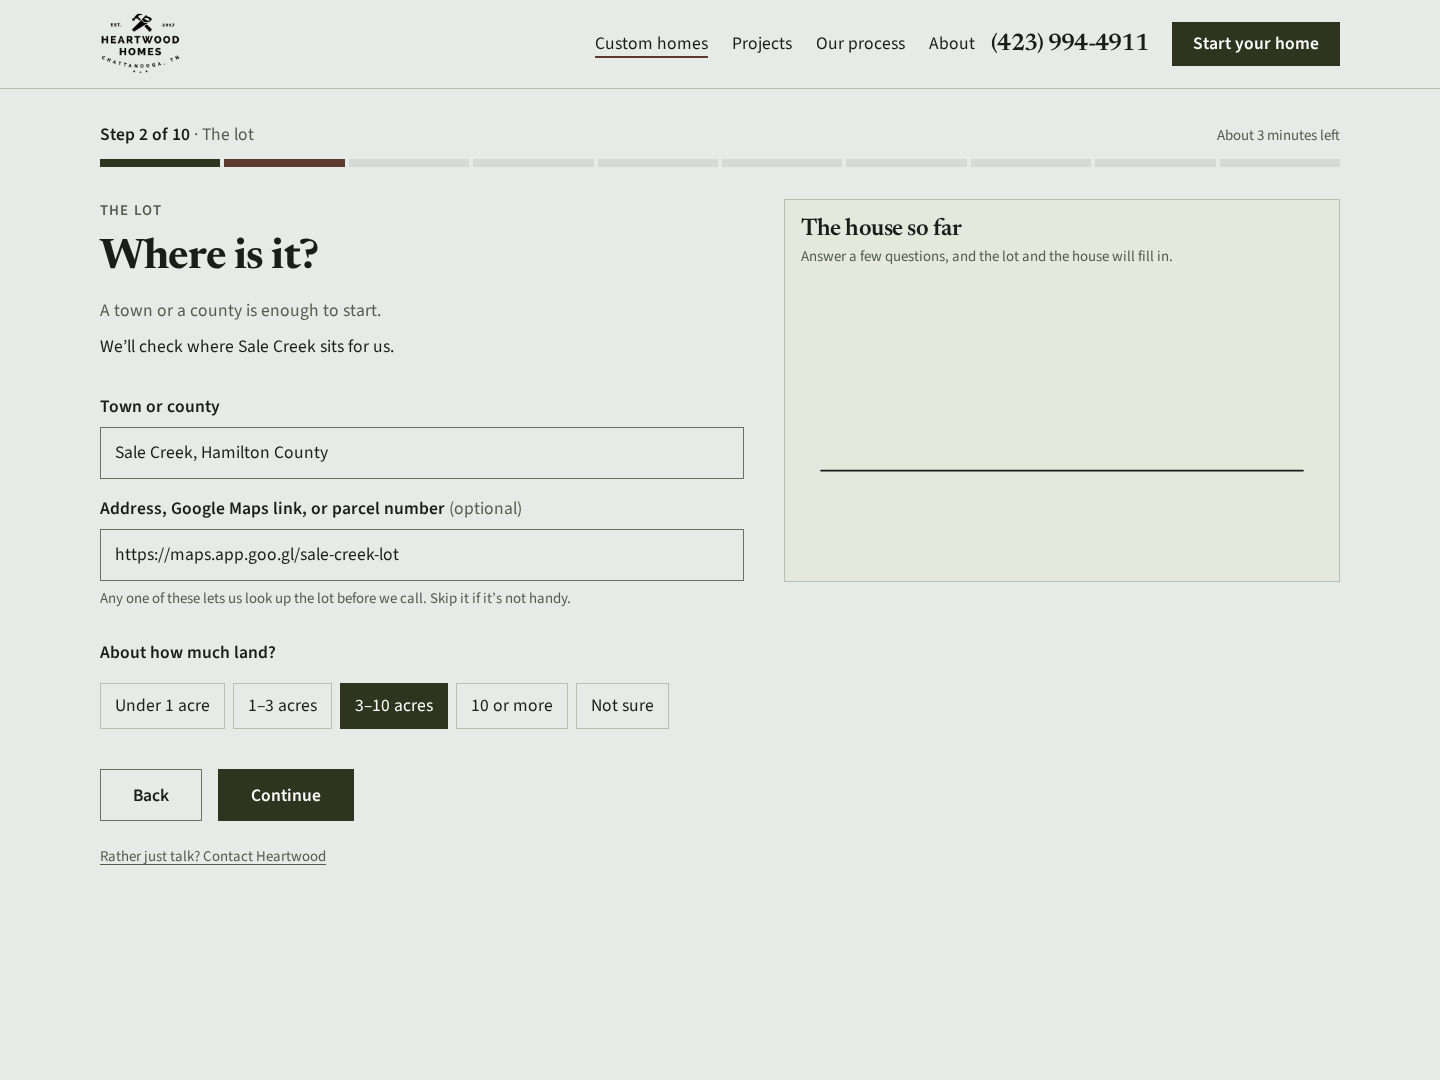 EST. 2017
HEARTWOOD
HOMES
CHATTANOOGA, TN
Custom homes
Projects
Our process
About
(423) 994-4911
Start your home
Step 2 of 10 · The lot
About 3 minutes left
THE LOT
Where is it?
A town or a county is enough to start.
We’ll check where Sale Creek sits for us.
Town or county
Sale Creek, Hamilton County
Address, Google Maps link, or parcel number (optional)
https://maps.app.goo.gl/sale-creek-lot
Any one of these lets us look up the lot before we call. Skip it if it’s not handy.
About how much land?
Under 1 acre
1–3 acres
3–10 acres
10 or more
Not sure
Back
Continue
Rather just talk? Contact Heartwood
The house so far
Answer a few questions, and the lot and the house will fill in.